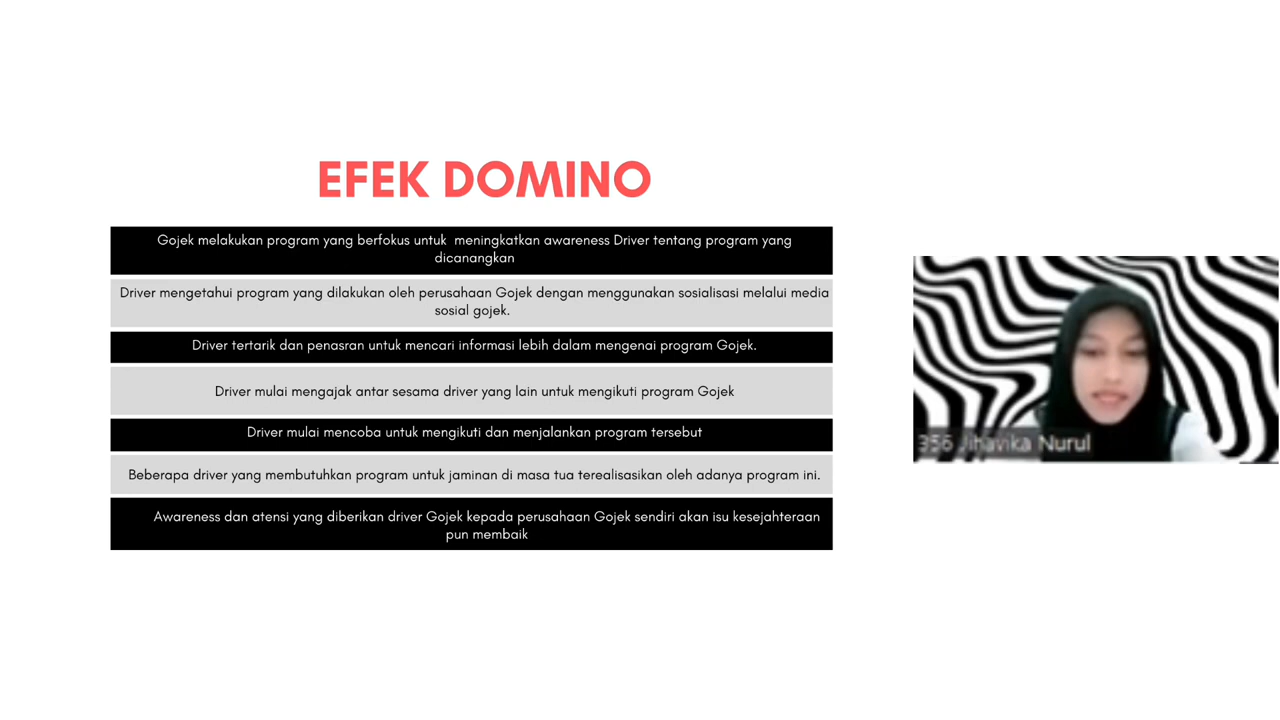 EFEK DOMINO
Gojek melakukan program yang berfokus untuk meningkatkan awareness Driver tentang program yang
dicanangkan
Driver mengetahui program yang dilakukan oleh perusahaan Gojek dengan menggunakan sosialisasi melalui media
sosial gojek.
Driver tertarik dan penasran untuk mencari informasi lebih dalam mengenai program Gojek.
Driver mulai mengajak antar sesama driver yang lain untuk mengikuti program Gojek
Driver mulai mencoba untuk mengikuti dan menjalankan program tersebut
Beberapa driver yang membutuhkan program untuk jaminan di masa tua terealisasikan oleh adanya program ini.
Awareness dan atensi yang diberikan driver Gojek kepada perusahaan Gojek sendiri akan isu kesejahteraan
pun membaik
356 Jihavika Nurul